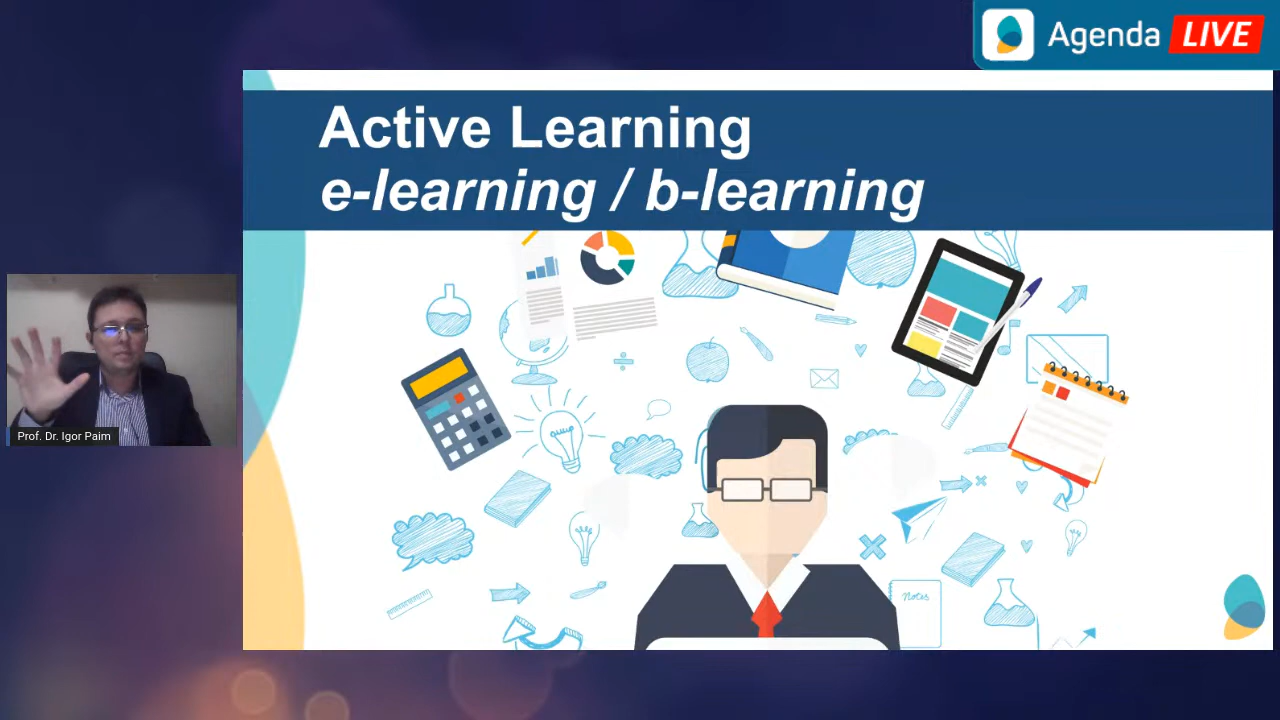 Agenda LIVE
Active Learning
e-learning / b-learning
Prof. Dr. Igor Paim
Notes